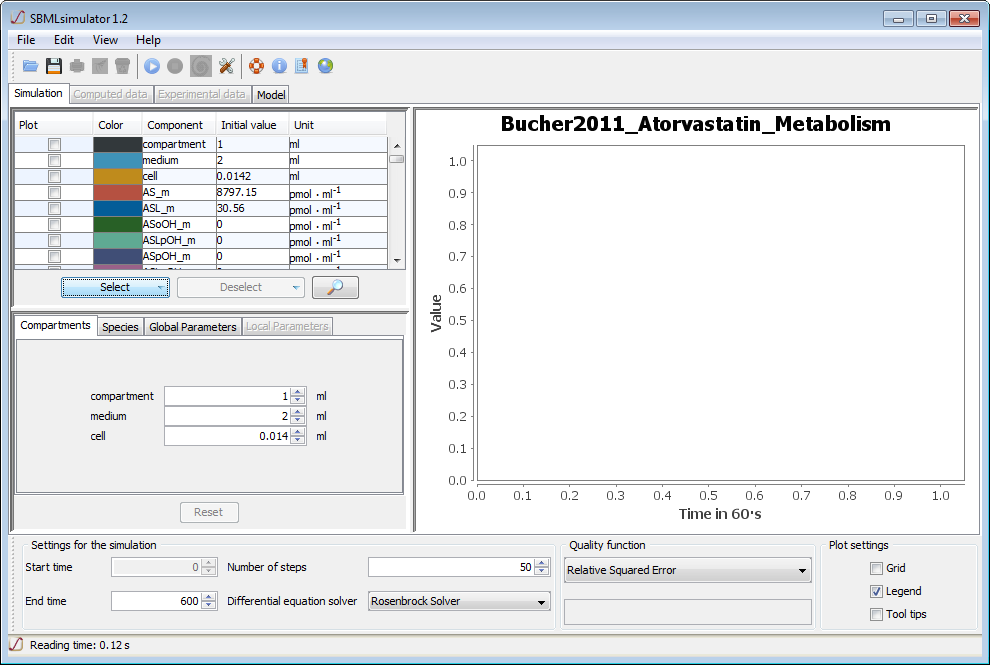 SBMLsimulator 1.2
File Edit View Help
Simulation Computed data Experimental data Model
Plot Color Component Initial value Unit
compartment 1 ml
medium 2 ml
cell 0.0142 ml
AS_m 8797.15 pmol · ml⁻¹
ASL_m 30.56 pmol · ml⁻¹
ASoOH_m 0 pmol · ml⁻¹
ASLpOH_m 0 pmol · ml⁻¹
ASpOH_m 0 pmol · ml⁻¹
Select Deselect
Compartments Species Global Parameters Local Parameters
compartment 1 ml
medium 2 ml
cell 0.014 ml
Reset
Bucher2011_Atorvastatin_Metabolism
Value
1.0
0.9
0.8
0.7
0.6
0.5
0.4
0.3
0.2
0.1
0.0
0.0 0.1 0.2 0.3 0.4 0.5 0.6 0.7 0.8 0.9 1.0
Time in 60's
Settings for the simulation
Start time 0 Number of steps 50
End time 600 Differential equation solver Rosenbrock Solver
Quality function
Relative Squared Error
Plot settings
Grid
Legend
Tool tips
Reading time: 0.12 s